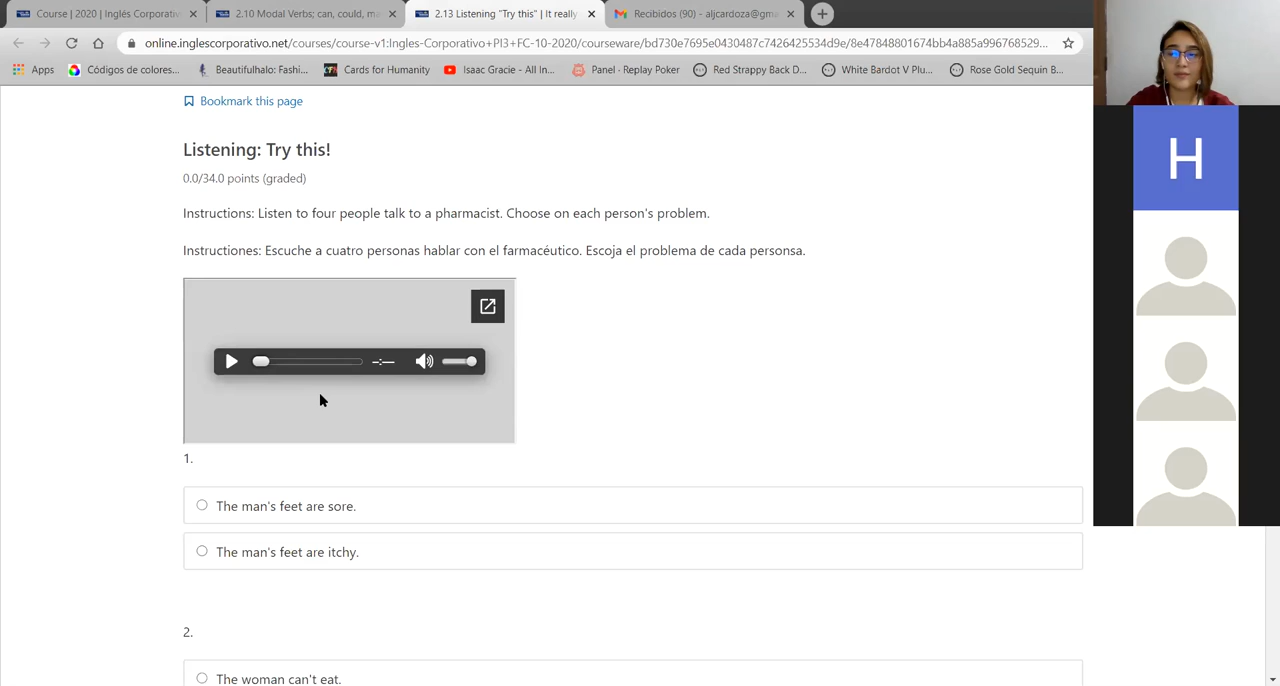 Course | 2020 | Inglés Corporativ
2.10 Modal Verbs; can, could, ma
2.13 Listening "Try this" | It really
Recibidos (90) - aljcardoza@gma
online.inglescorporativo.net/courses/course-v1:Ingles-Corporativo+PI3+FC-10-2020/courseware/bd730e7695e0430487c7426425534d9e/8e47848801674bb4a885a996768529...
Apps
Códigos de colores...
Beautifulhalo: Fashi...
Cards for Humanity
Isaac Gracie - All In...
Panel · Replay Poker
Red Strappy Back D...
White Bardot V Plu...
Rose Gold Sequin B...
Bookmark this page
Listening: Try this!
0.0/34.0 points (graded)
Instructions: Listen to four people talk to a pharmacist. Choose on each person's problem.
Instructiones: Escuche a cuatro personas hablar con el farmacéutico. Escoja el problema de cada personsa.
-:--
1.
The man's feet are sore.
The man's feet are itchy.
2.
The woman can't eat.
H